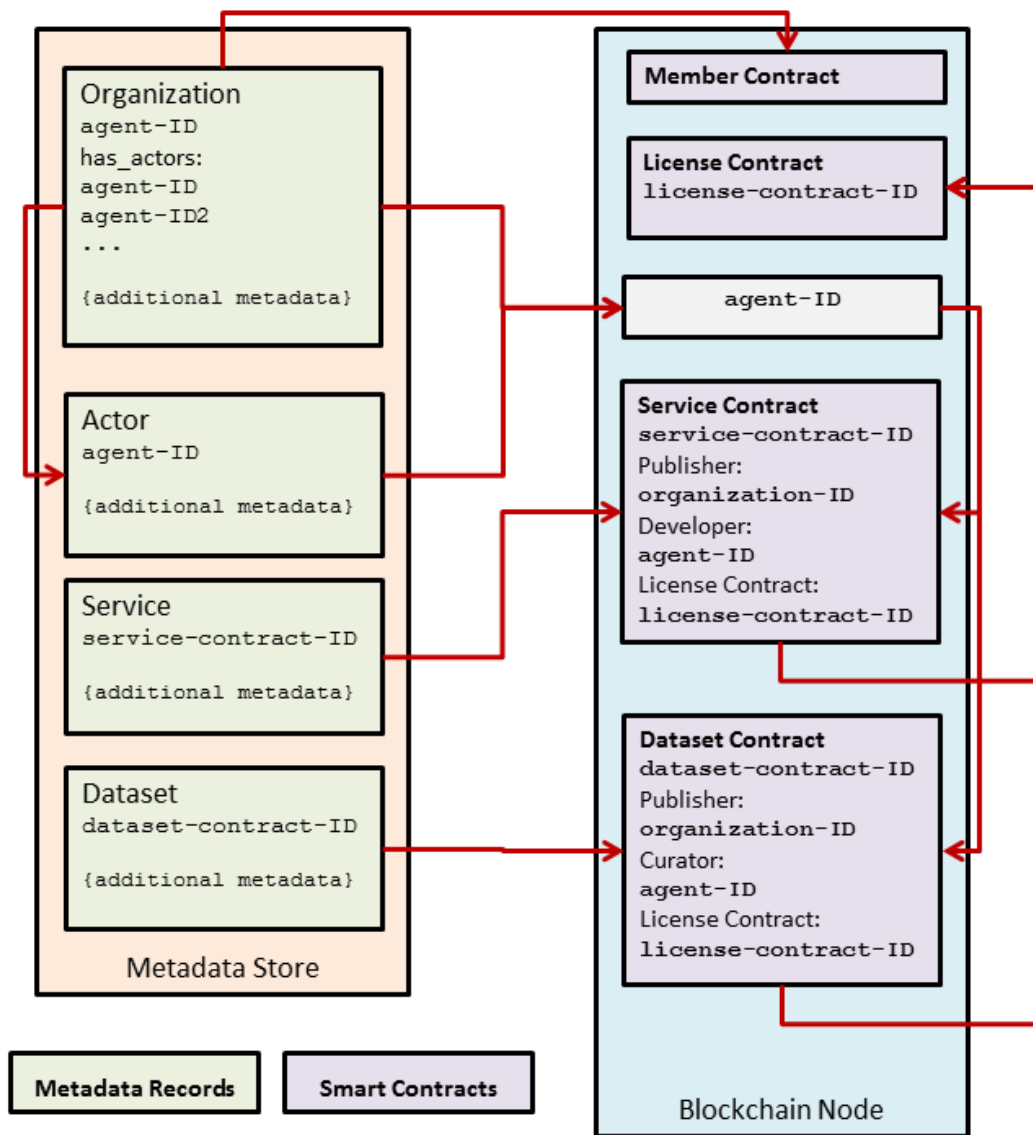 Organization
agent-ID
has_actors:
agent-ID
agent-ID2
...
{additional metadata}
Actor
agent-ID
{additional metadata}
Service
service-contract-ID
{additional metadata}
Dataset
dataset-contract-ID
{additional metadata}
Metadata Store
Member Contract
License Contract
license-contract-ID
agent-ID
Service Contract
service-contract-ID
Publisher:
organization-ID
Developer:
agent-ID
License Contract:
license-contract-ID
Dataset Contract
dataset-contract-ID
Publisher:
organization-ID
Curator:
agent-ID
License Contract:
license-contract-ID
Blockchain Node
Metadata Records
Smart Contracts